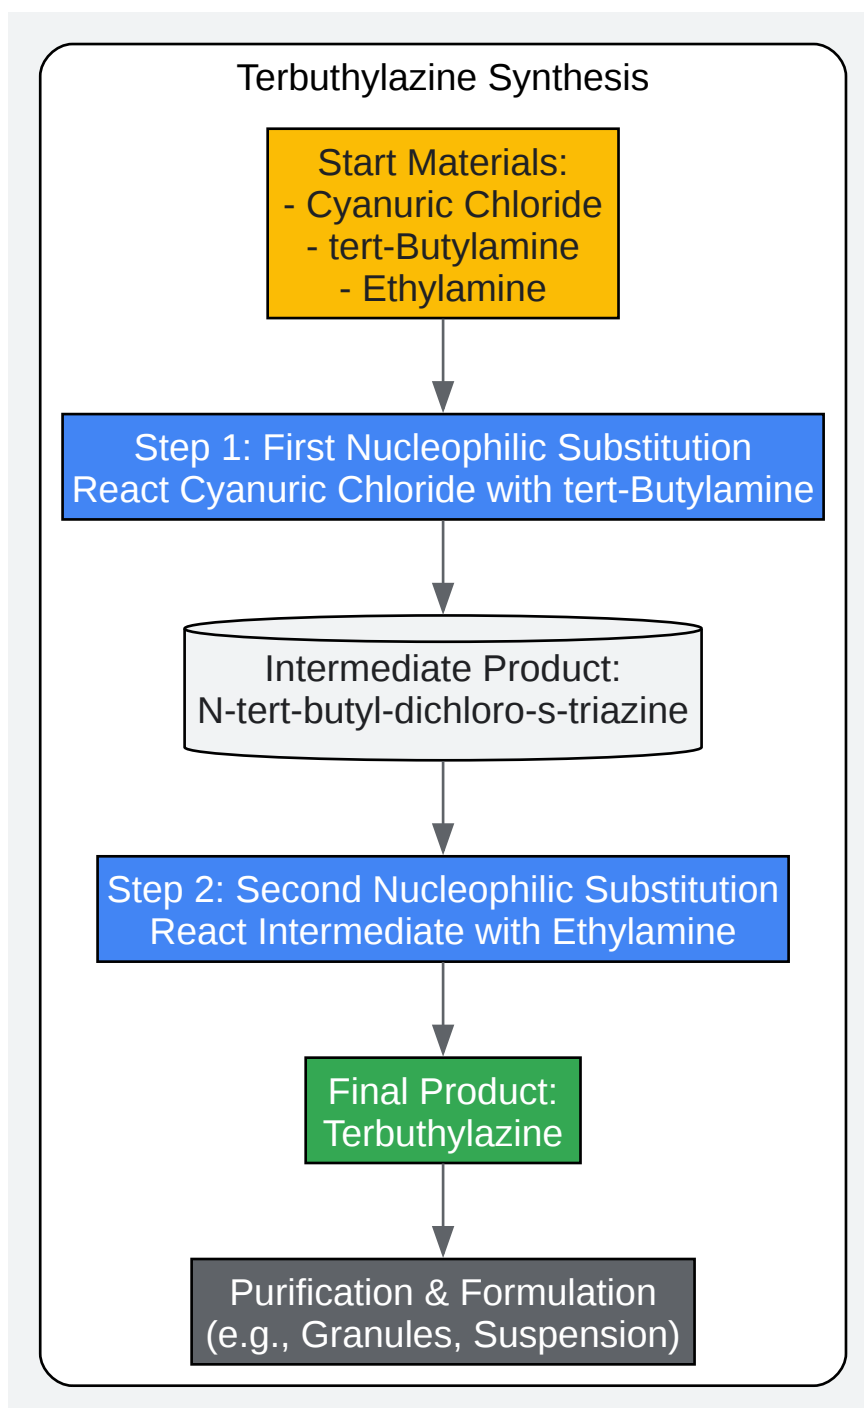 Terbuthylazine Synthesis
Start Materials:
- Cyanuric Chloride
- tert-Butylamine
- Ethylamine
Step 1: First Nucleophilic Substitution
React Cyanuric Chloride with tert-Butylamine
Intermediate Product:
N-tert-butyl-dichloro-s-triazine
Step 2: Second Nucleophilic Substitution
React Intermediate with Ethylamine
Final Product:
Terbuthylazine
Purification & Formulation
(e.g., Granules, Suspension)